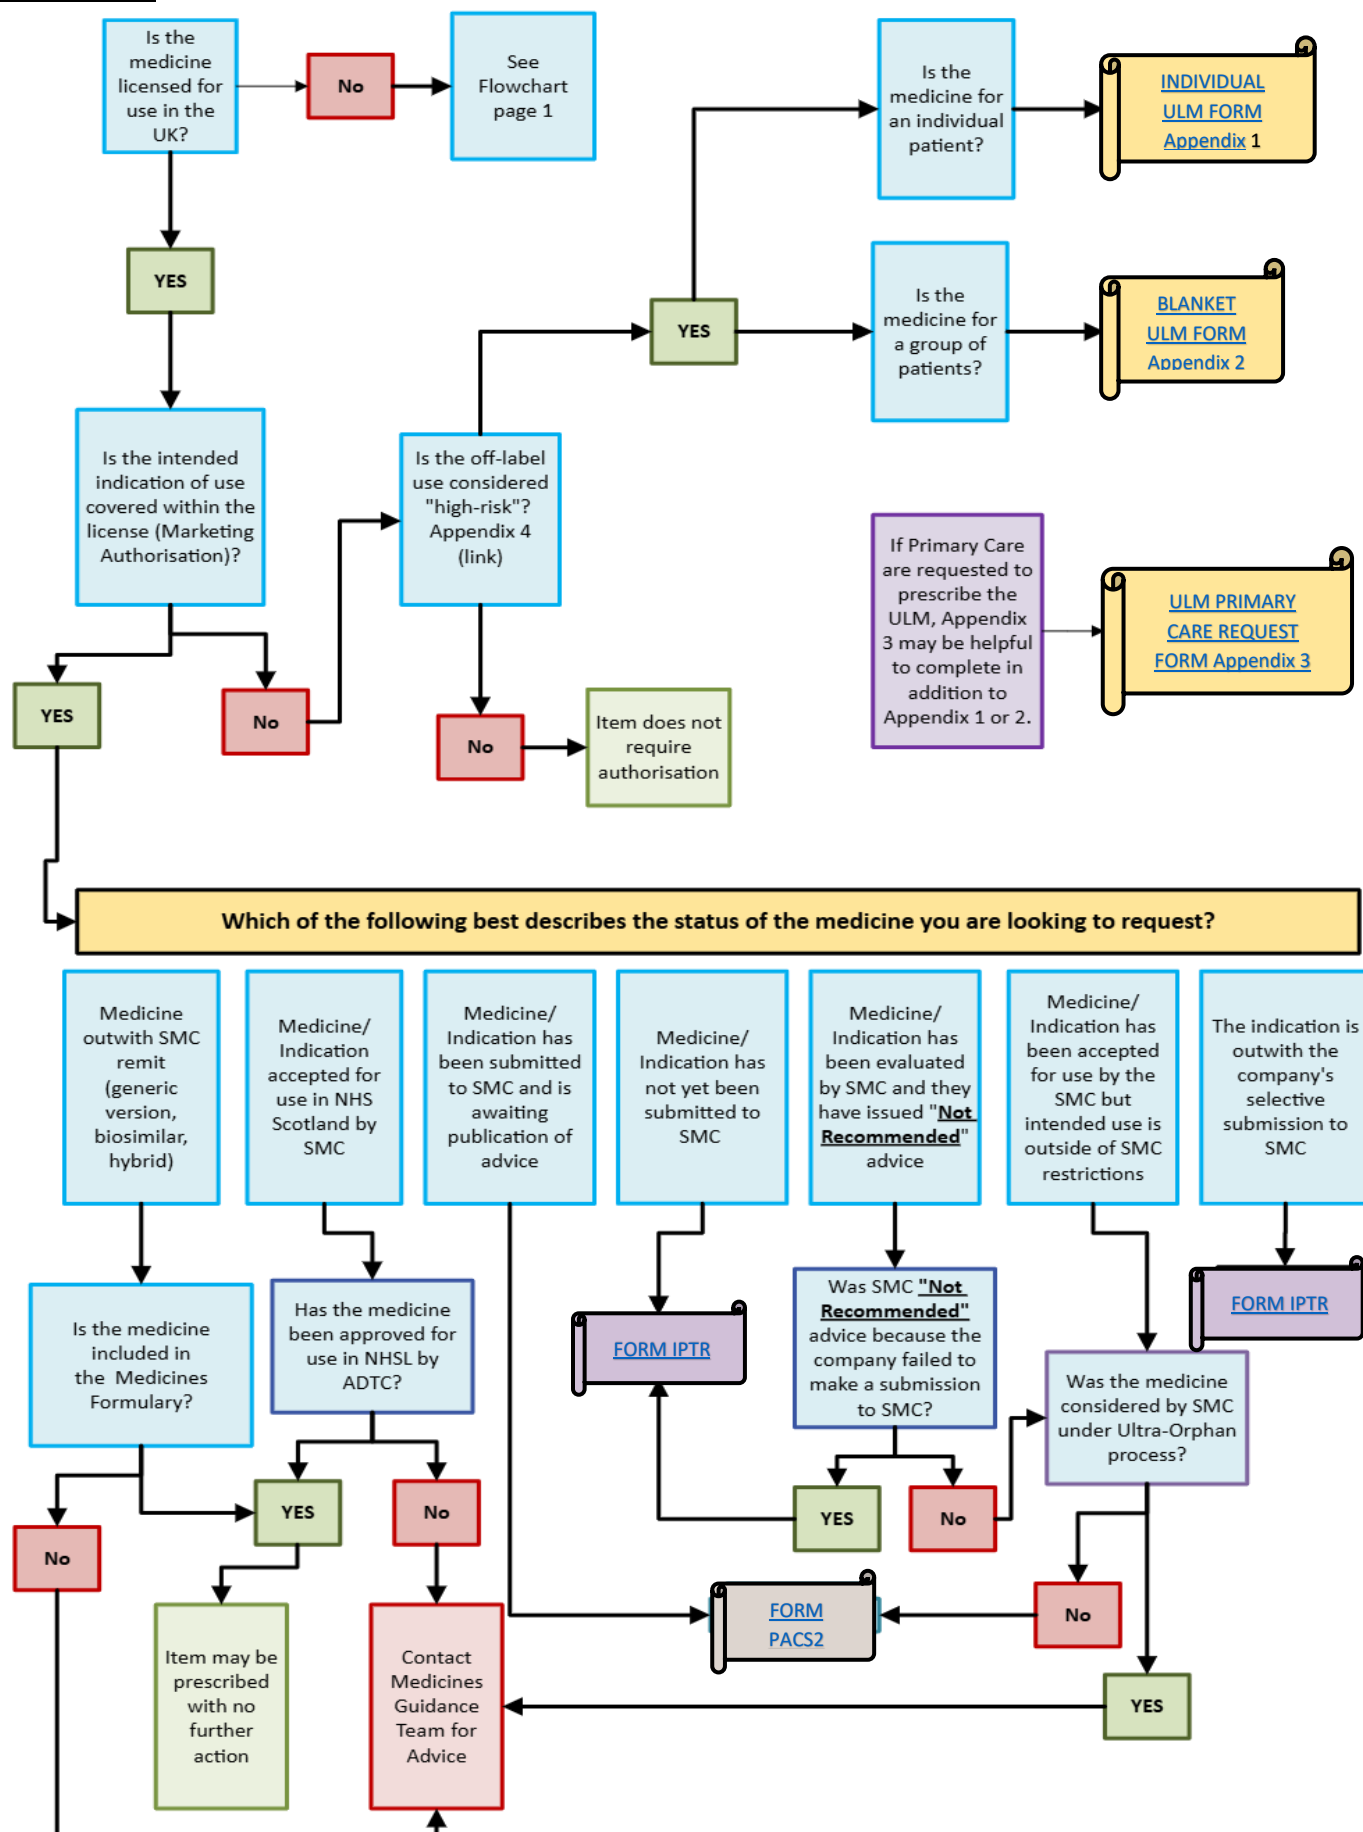 Is the
medicine
licensed for
use in the
UK?
No
See
Flowchart
page 1
Is the
medicine for
an individual
patient?
INDIVIDUAL
ULM FORM
Appendix 1
YES
YES
Is the
medicine for
a group of
patients?
BLANKET
ULM FORM
Appendix 2
Is the intended
indication of use
covered within the
license (Marketing
Authorisation)?
Is the off-label
use considered
"high-risk"?
Appendix 4
(link)
If Primary Care
are requested to
prescribe the
ULM, Appendix
3 may be helpful
to complete in
addition to
Appendix 1 or 2.
ULM PRIMARY
CARE REQUEST
FORM Appendix 3
YES
No
No
Item does not
require
authorisation
Which of the following best describes the status of the medicine you are looking to request?
Medicine
outwith SMC
remit
(generic
version,
biosimilar,
hybrid)
Medicine/
Indication
accepted for
use in NHS
Scotland by
SMC
Medicine/
Indication has
been submitted
to SMC and is
awaiting
publication of
advice
Medicine/
Indication has
not yet been
submitted to
SMC
Medicine/
Indication has
been evaluated
by SMC and they
have issued "Not
Recommended"
advice
Medicine/
Indication has
been accepted
for use by the
SMC but
intended use is
outside of SMC
restrictions
The indication is
outwith the
company's
selective
submission to
SMC
Is the medicine
included in
the Medicines
Formulary?
Has the medicine
been approved for
use in NHSL by
ADTC?
FORM IPTR
Was SMC "Not
Recommended"
advice because the
company failed to
make a submission
to SMC?
Was the medicine
considered by SMC
under Ultra-Orphan
process?
FORM IPTR
No
YES
No
YES
No
Item may be
prescribed
with no
further
action
Contact
Medicines
Guidance
Team for
Advice
FORM
PACS2
No
YES